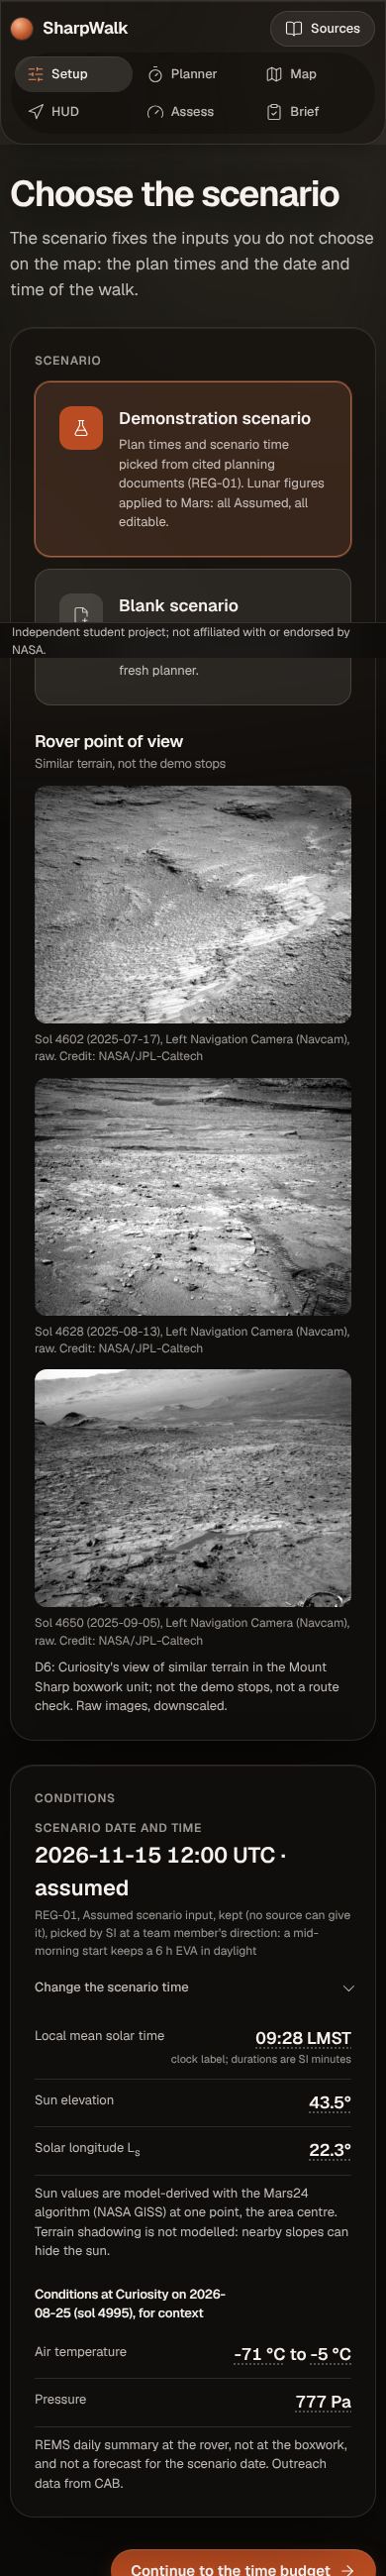 SharpWalk
Sources
Setup
Planner
Map
HUD
Assess
Brief
Choose the scenario
The scenario fixes the inputs you do not choose
on the map: the plan times and the date and
time of the walk.
SCENARIO
Demonstration scenario
Plan times and scenario time
picked from cited planning
documents (REG-01). Lunar figures
applied to Mars: all Assumed, all
editable.
Blank scenario
Independent student project; not affiliated with or endorsed by
NASA.
fresh planner.
Rover point of view
Similar terrain, not the demo stops
Sol 4602 (2025-07-17), Left Navigation Camera (Navcam),
raw. Credit: NASA/JPL-Caltech
Sol 4628 (2025-08-13), Left Navigation Camera (Navcam),
raw. Credit: NASA/JPL-Caltech
Sol 4650 (2025-09-05), Left Navigation Camera (Navcam),
raw. Credit: NASA/JPL-Caltech
D6: Curiosity's view of similar terrain in the Mount
Sharp boxwork unit; not the demo stops, not a route
check. Raw images, downscaled.
CONDITIONS
SCENARIO DATE AND TIME
2026-11-15 12:00 UTC ·
assumed
REG-01, Assumed scenario input, kept (no source can give
it), picked by SI at a team member's direction: a mid-
morning start keeps a 6 h EVA in daylight
Change the scenario time
Local mean solar time
09:28 LMST
clock label; durations are SI minutes
Sun elevation
43.5°
Solar longitude Ls
22.3°
Sun values are model-derived with the Mars24
algorithm (NASA GISS) at one point, the area centre.
Terrain shadowing is not modelled: nearby slopes can
hide the sun.
Conditions at Curiosity on 2026-
08-25 (sol 4995), for context
Air temperature
-71 °C to -5 °C
Pressure
777 Pa
REMS daily summary at the rover, not at the boxwork,
and not a forecast for the scenario date. Outreach
data from CAB.
Continue to the time budget